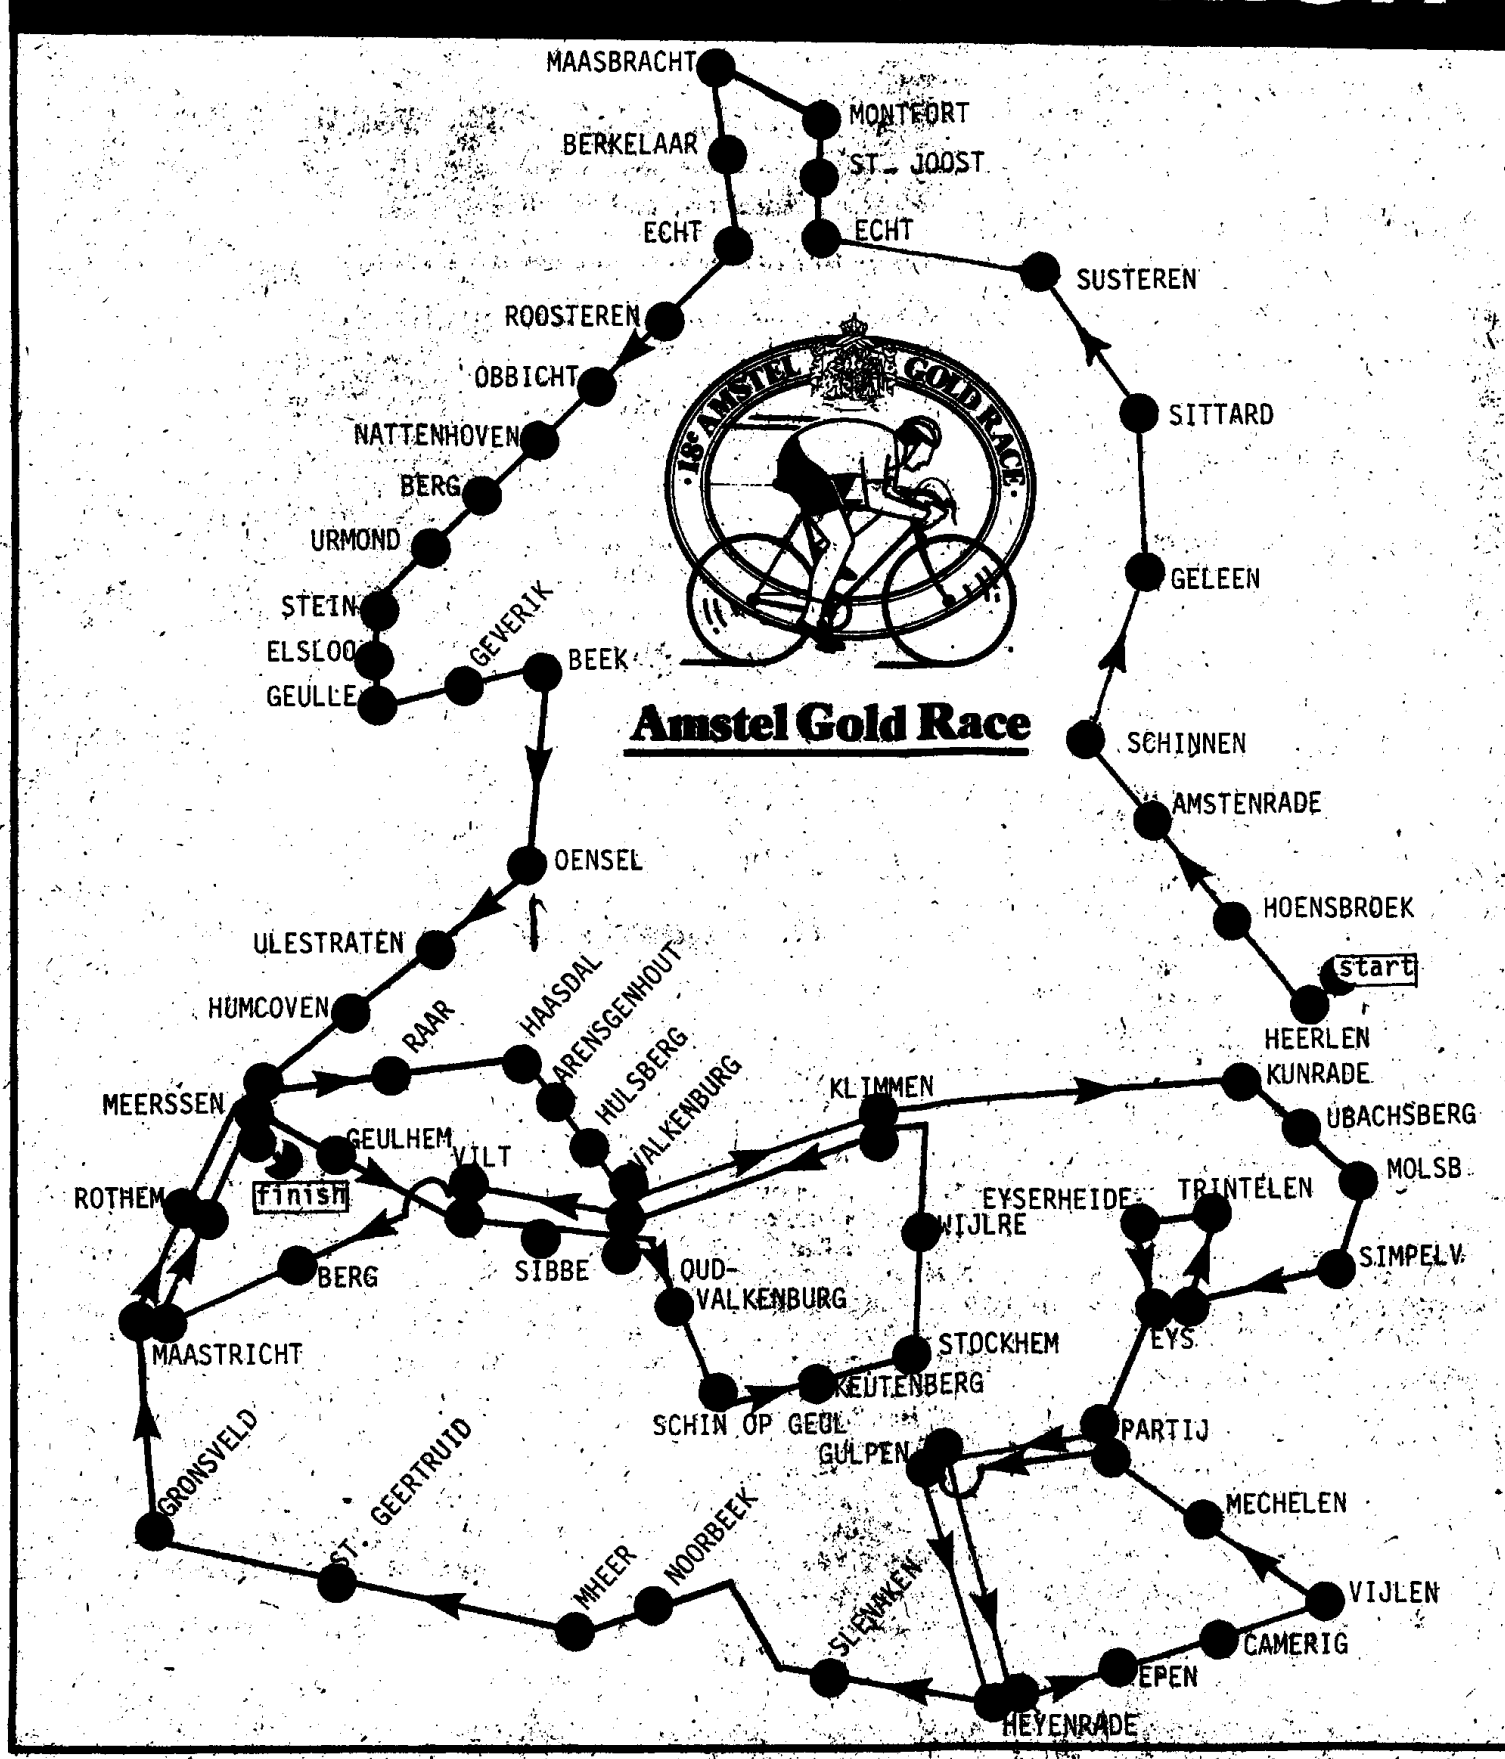 MAASBRACHT
MONTFORT
BERKELAAR
ST. JOOST
ECHT
ECHT
SUSTEREN
ROOSTEREN
OBBICHT
·18e AMSTEL GOLD RACE·
SITTARD
NATTENHOVEN
BERG
URMOND
GELEEN
STEIN
GEVERIK
ELSLOO
BEEK
GEULLE
Amstel Gold Race
SCHINNEN
AMSTENRADE
OENSEL
HOENSBROEK
ULESTRATEN
start
HUMCOVEN
RAAR
HAASDAL
ARENSGENHOUT
HULSBERG
VALKENBURG
HEERLEN
KLIMMEN
KUNRADE
MEERSSEN
UBACHSBERG
GEULHEM
VILT
MOLSB.
ROTHEM
finish
EYSERHEIDE
TRINTELEN
WIJLRE
SIBBE
OUD-
VALKENBURG
SIMPELV.
BERG
MAASTRICHT
STOCKHEM
EYS
KEUTENBERG
SCHIN OP GEUL
GULPEN
PARTIJ
GRONSVELD
ST. GEERTRUID
MECHELEN
MHEER
NOORBEEK
SLENAKEN
VIJLEN
CAMERIG
EPEN
HEYENRADE